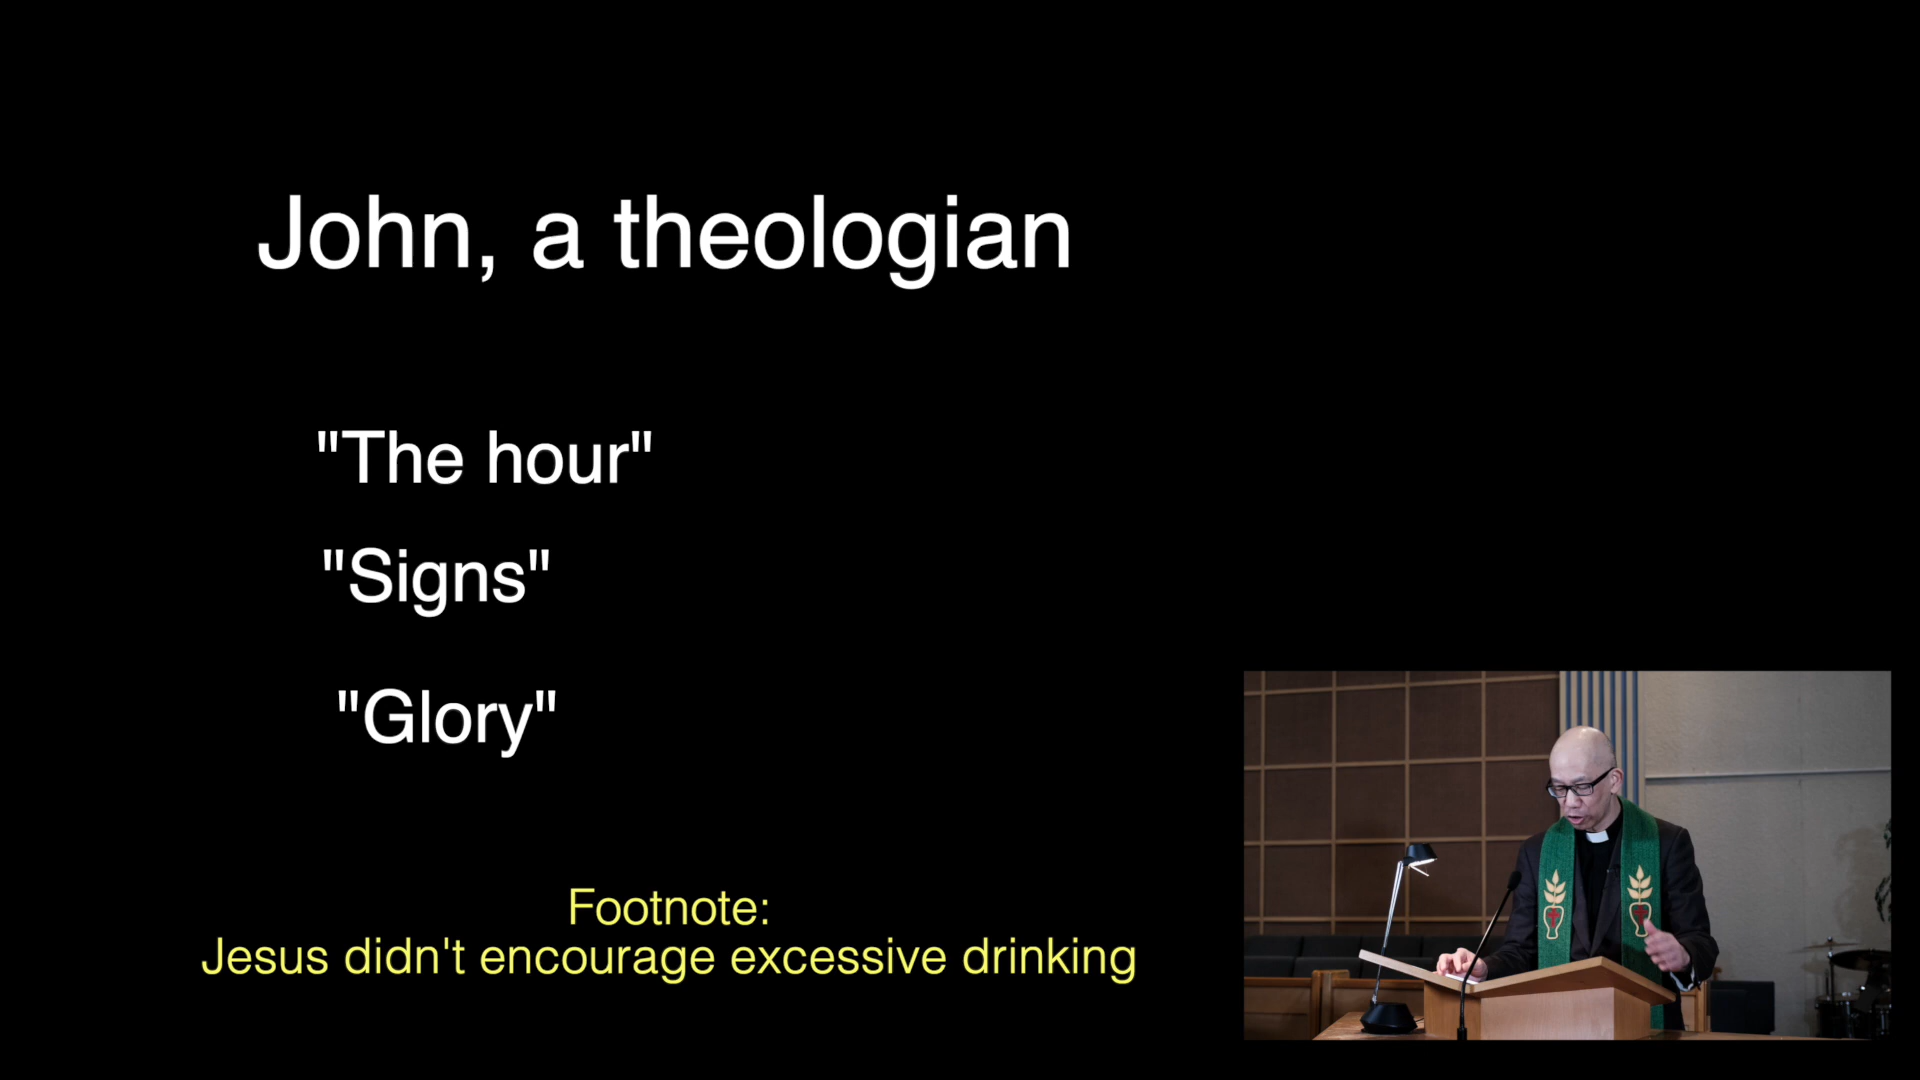 John, a theologian
"The hour"
"Signs"
"Glory"
Footnote:
Jesus didn't encourage excessive drinking